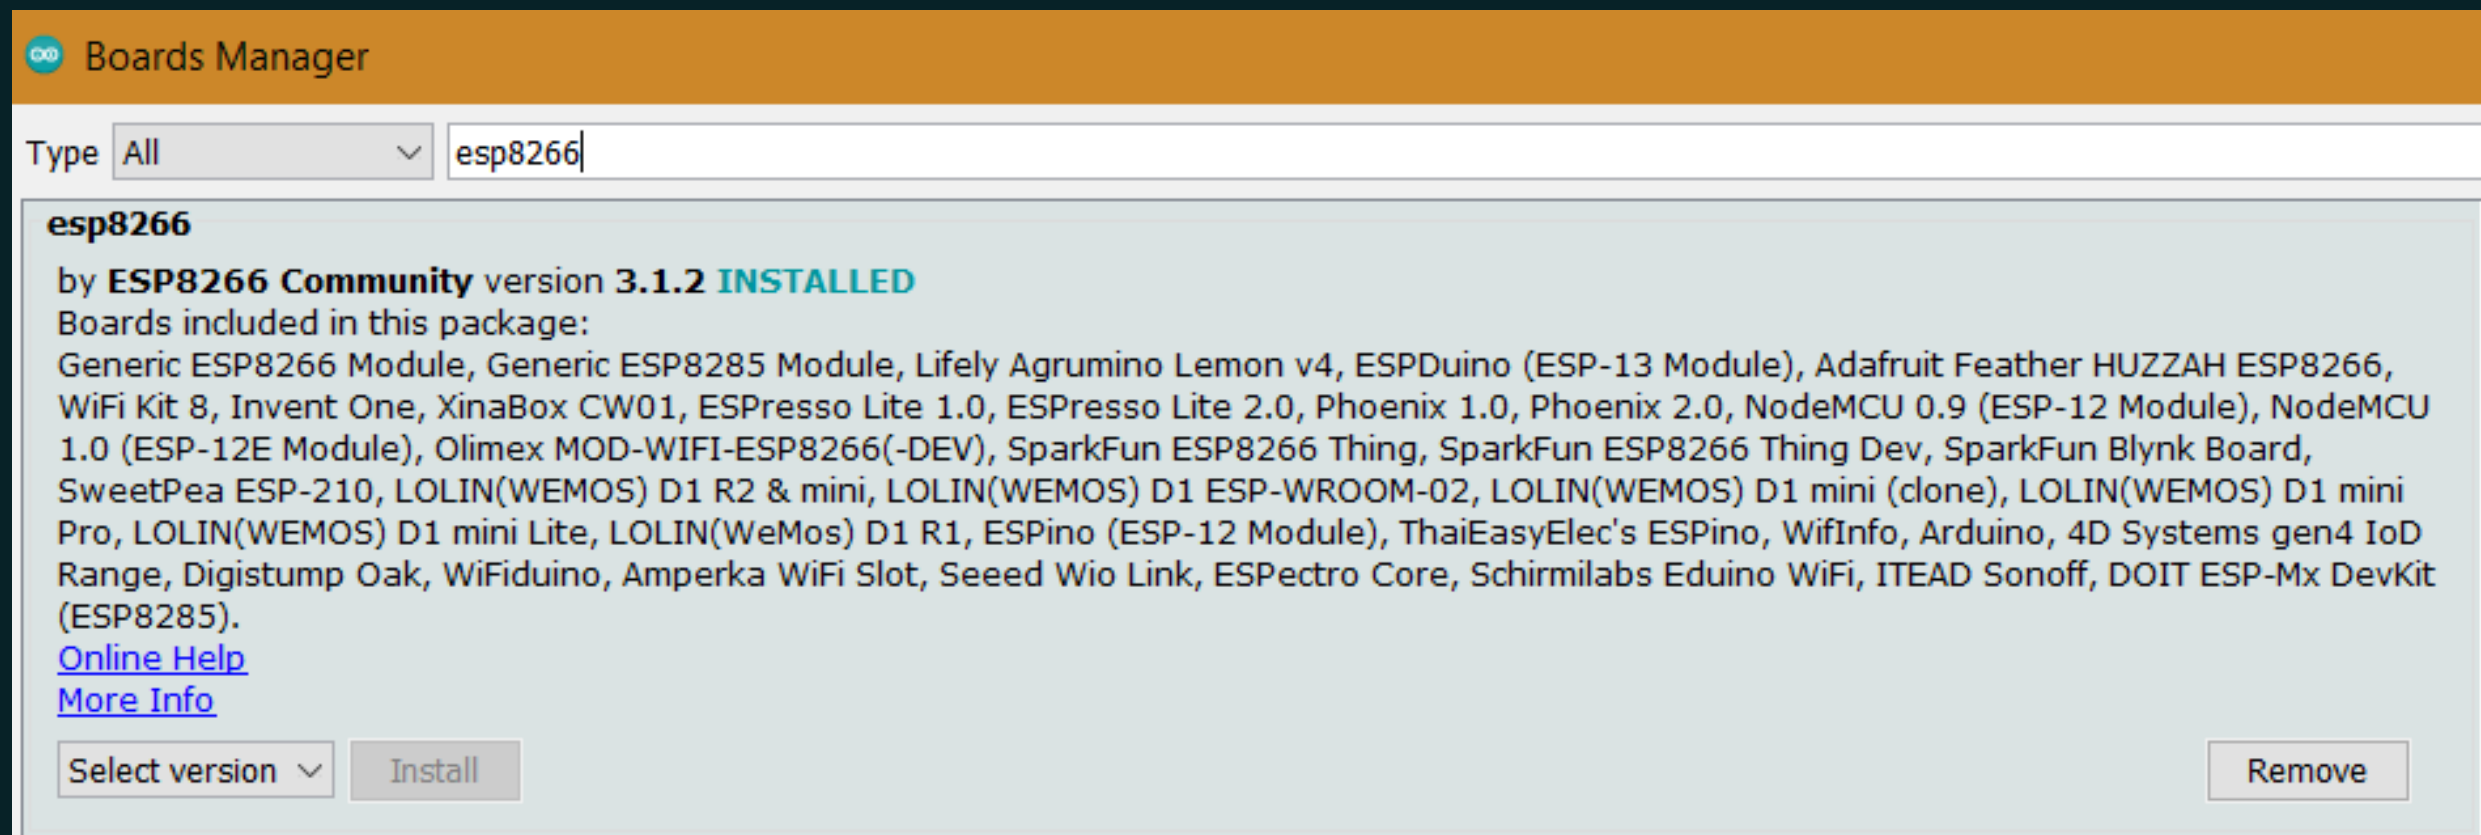 Boards Manager
Type All esp8266
esp8266
by ESP8266 Community version 3.1.2 INSTALLED
Boards included in this package:
Generic ESP8266 Module, Generic ESP8285 Module, Lifely Agrumino Lemon v4, ESPDuino (ESP-13 Module), Adafruit Feather HUZZAH ESP8266,
WiFi Kit 8, Invent One, XinaBox CW01, ESPresso Lite 1.0, ESPresso Lite 2.0, Phoenix 1.0, Phoenix 2.0, NodeMCU 0.9 (ESP-12 Module), NodeMCU
1.0 (ESP-12E Module), Olimex MOD-WIFI-ESP8266(-DEV), SparkFun ESP8266 Thing, SparkFun ESP8266 Thing Dev, SparkFun Blynk Board,
SweetPea ESP-210, LOLIN(WEMOS) D1 R2 & mini, LOLIN(WEMOS) D1 ESP-WROOM-02, LOLIN(WEMOS) D1 mini (clone), LOLIN(WEMOS) D1 mini
Pro, LOLIN(WEMOS) D1 mini Lite, LOLIN(WeMos) D1 R1, ESPino (ESP-12 Module), ThaiEasyElec's ESPino, WifInfo, Arduino, 4D Systems gen4 IoD
Range, Digistump Oak, WiFiduino, Amperka WiFi Slot, Seeed Wio Link, ESPectro Core, Schirmilabs Eduino WiFi, ITEAD Sonoff, DOIT ESP-Mx DevKit
(ESP8285).
Online Help
More Info
Select version Install Remove